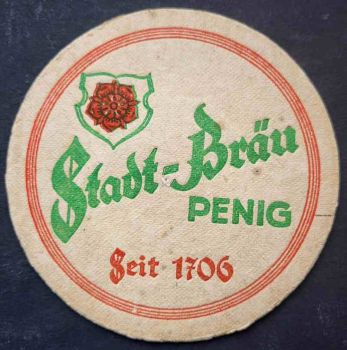 Stadt-Bräu
PENIG
Seit 1706